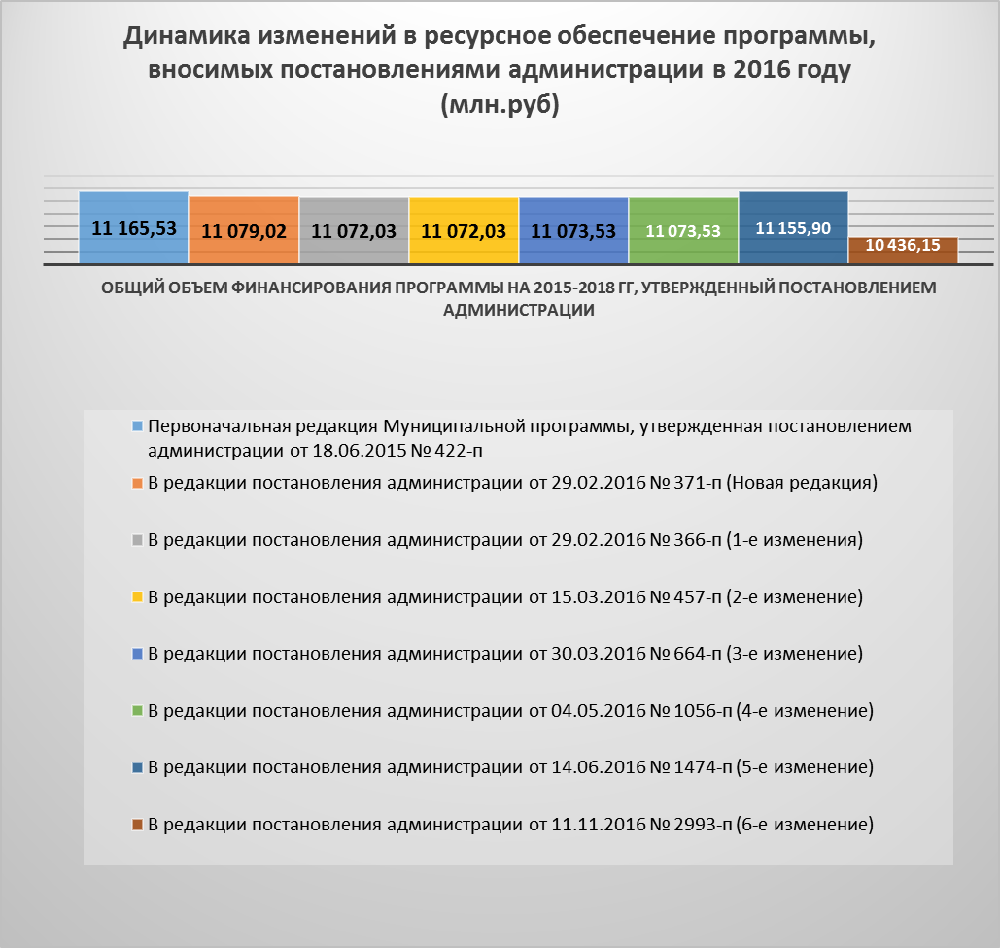 Динамика изменений в ресурсное обеспечение программы,
вносимых постановлениями администрации в 2016 году
(млн.руб)
11 165,53 11 079,02 11 072,03 11 072,03 11 073,53 11 073,53 11 155,90 10 436,15
ОБЩИЙ ОБЪЕМ ФИНАНСИРОВАНИЯ ПРОГРАММЫ НА 2015-2018 ГГ, УТВЕРЖДЕННЫЙ ПОСТАНОВЛЕНИЕМ
АДМИНИСТРАЦИИ
Первоначальная редакция Муниципальной программы, утвержденная постановлением
администрации от 18.06.2015 № 422-п
В редакции постановления администрации от 29.02.2016 № 371-п (Новая редакция)
В редакции постановления администрации от 29.02.2016 № 366-п (1-е изменения)
В редакции постановления администрации от 15.03.2016 № 457-п (2-е изменение)
В редакции постановления администрации от 30.03.2016 № 664-п (3-е изменение)
В редакции постановления администрации от 04.05.2016 № 1056-п (4-е изменение)
В редакции постановления администрации от 14.06.2016 № 1474-п (5-е изменение)
В редакции постановления администрации от 11.11.2016 № 2993-п (6-е изменение)